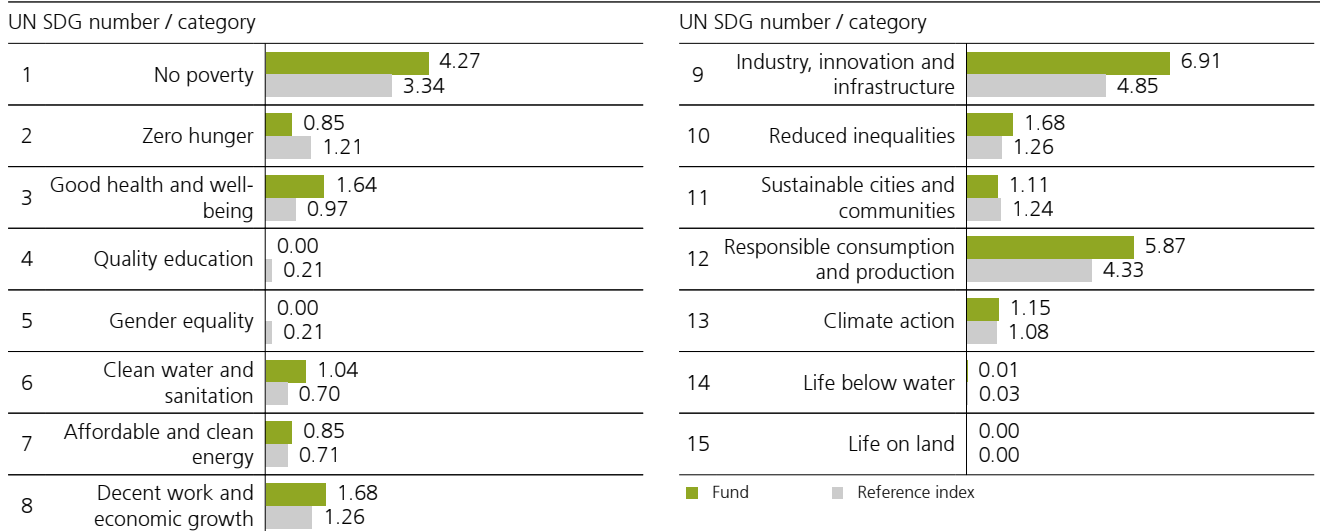 UN SDG number / category
1 No poverty 4.27
3.34
2 Zero hunger 0.85
1.21
3 Good health and well-
being 1.64
0.97
4 Quality education 0.00
0.21
5 Gender equality 0.00
0.21
6 Clean water and
sanitation 1.04
0.70
7 Affordable and clean
energy 0.85
0.71
8 Decent work and
economic growth 1.68
1.26
UN SDG number / category
9 Industry, innovation and
infrastructure 6.91
4.85
10 Reduced inequalities 1.68
1.26
11 Sustainable cities and
communities 1.11
1.24
12 Responsible consumption
and production 5.87
4.33
13 Climate action 1.15
1.08
14 Life below water 0.01
0.03
15 Life on land 0.00
0.00
Fund Reference index